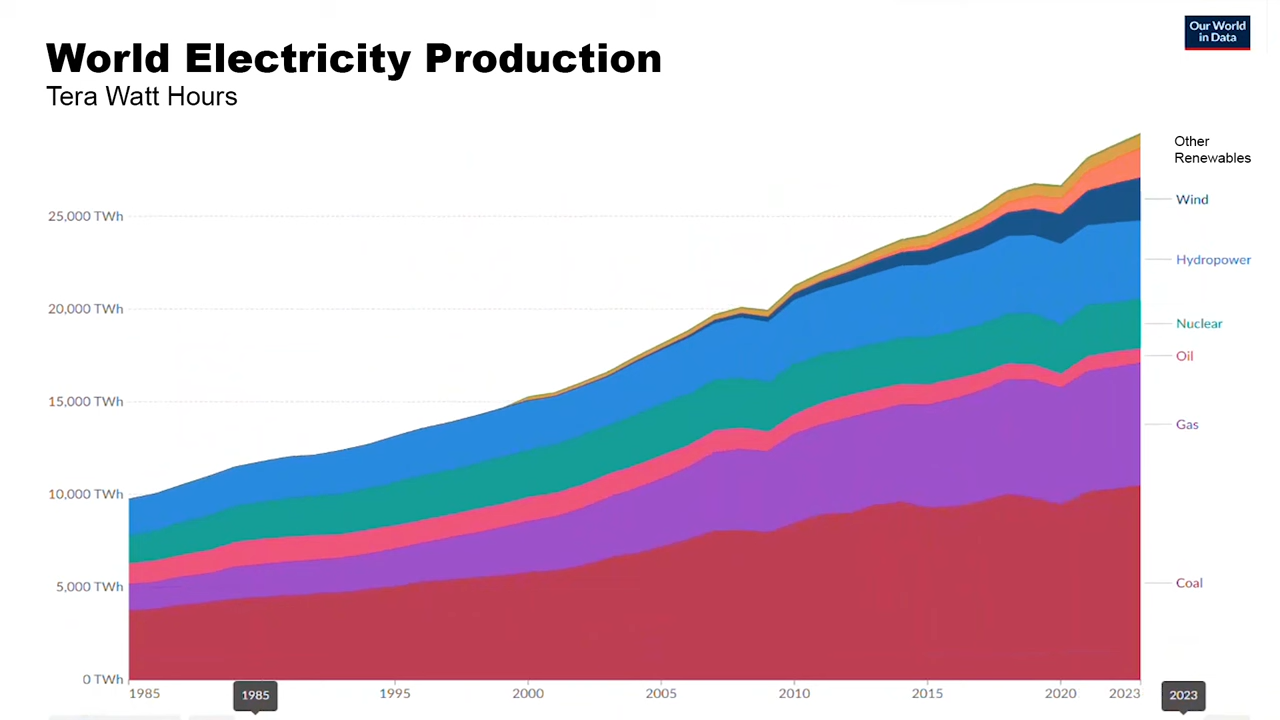 World Electricity Production
Tera Watt Hours
Our World
in Data
Other
Renewables
25,000 TWh
Wind
Hydropower
20,000 TWh
Nuclear
Oil
15,000 TWh
Gas
10,000 TWh
5,000 TWh
Coal
0 TWh
1985
1985
1995
2000
2005
2010
2015
2020
2023
2023